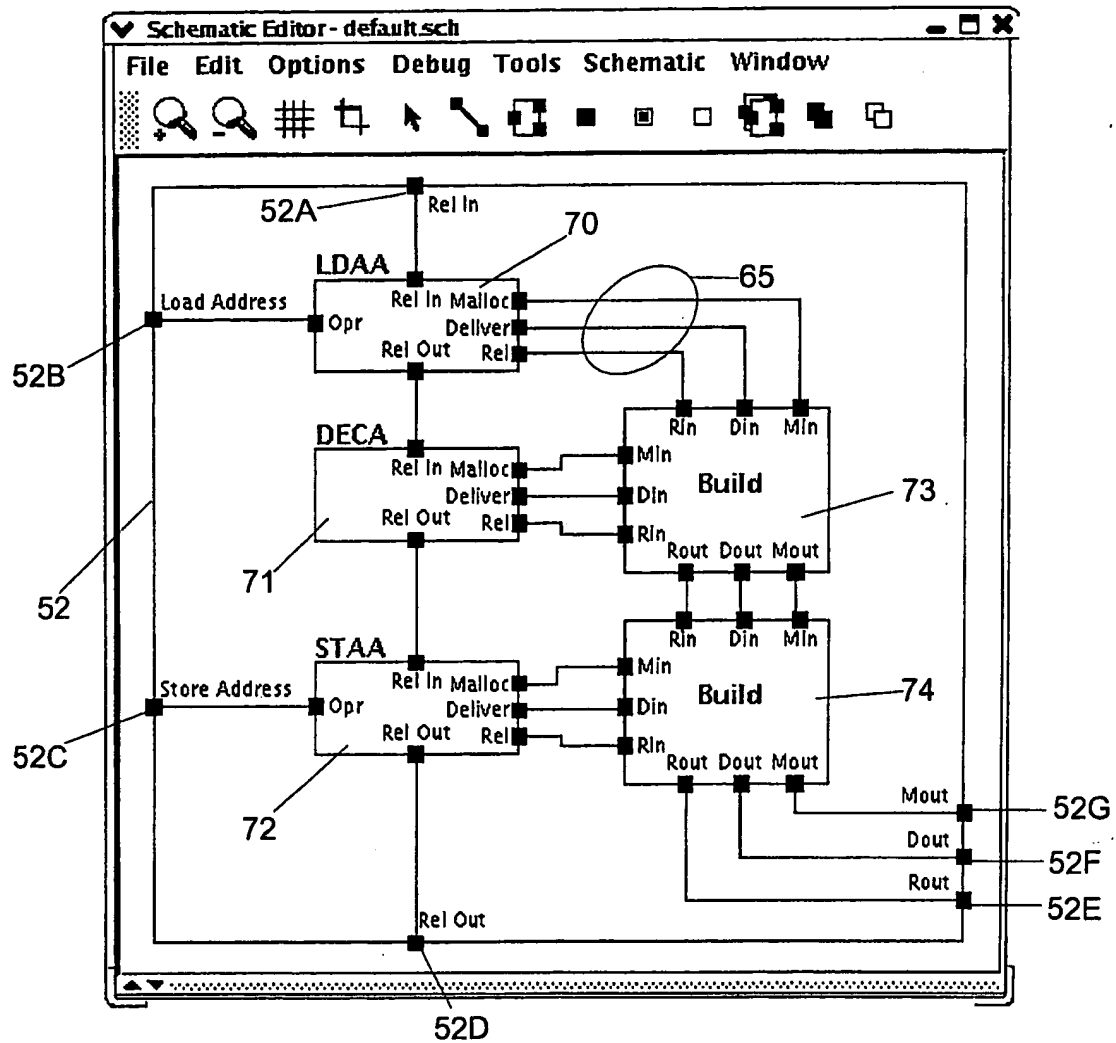 Schematic Editor - default.sch
File Edit Options Debug Tools Schematic Window
52A
Rel In
70
LDAA
65
Load Address
Rel In Malloc
Opr
Deliver
Rel Out
Rel
52B
Rin Din Min
DECA
Rel In Malloc
Min
Build
Deliver
Din
73
Rel Out
Rel
Rin
Rout Dout Mout
71
52
Rin Din Min
STAA
Rel In Malloc
Min
Build
Store Address
Opr
Deliver
Din
74
Rel Out
Rel
Rin
52C
Rout Dout Mout
Mout
52G
72
Dout
52F
Rout
52E
Rel Out
52D